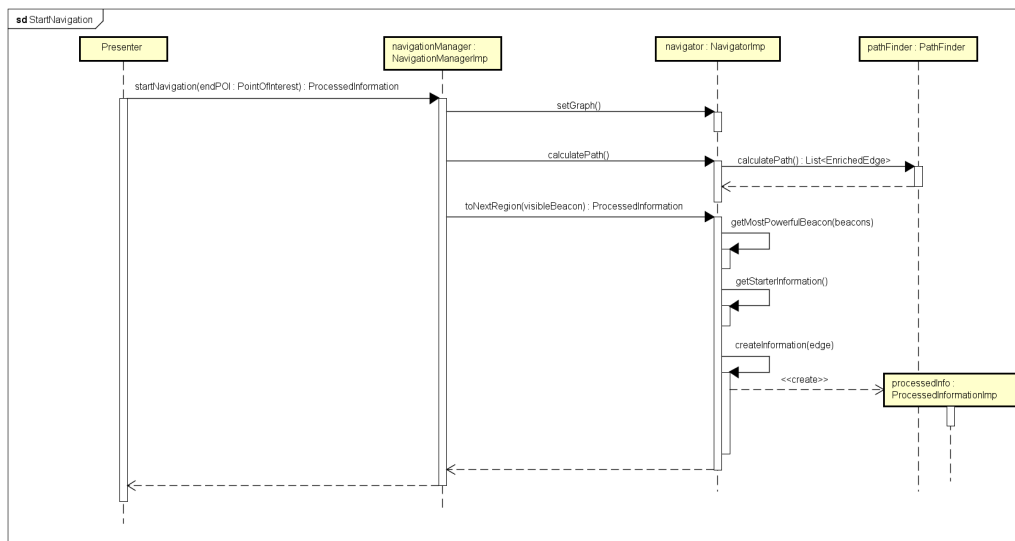 sd StartNavigation
Presenter
navigationManager :
NavigationManagerImp
navigator : NavigatorImp
pathFinder : PathFinder
startNavigation(endPOI : PointOfInterest) : ProcessedInformation
setGraph()
calculatePath()
calculatePath() : List<EnrichedEdge>
toNextRegion(visibleBeacon) : ProcessedInformation
getMostPowerfulBeacon(beacons)
getStarterInformation()
createInformation(edge)
<<create>>
processedInfo :
ProcessedInformationImp